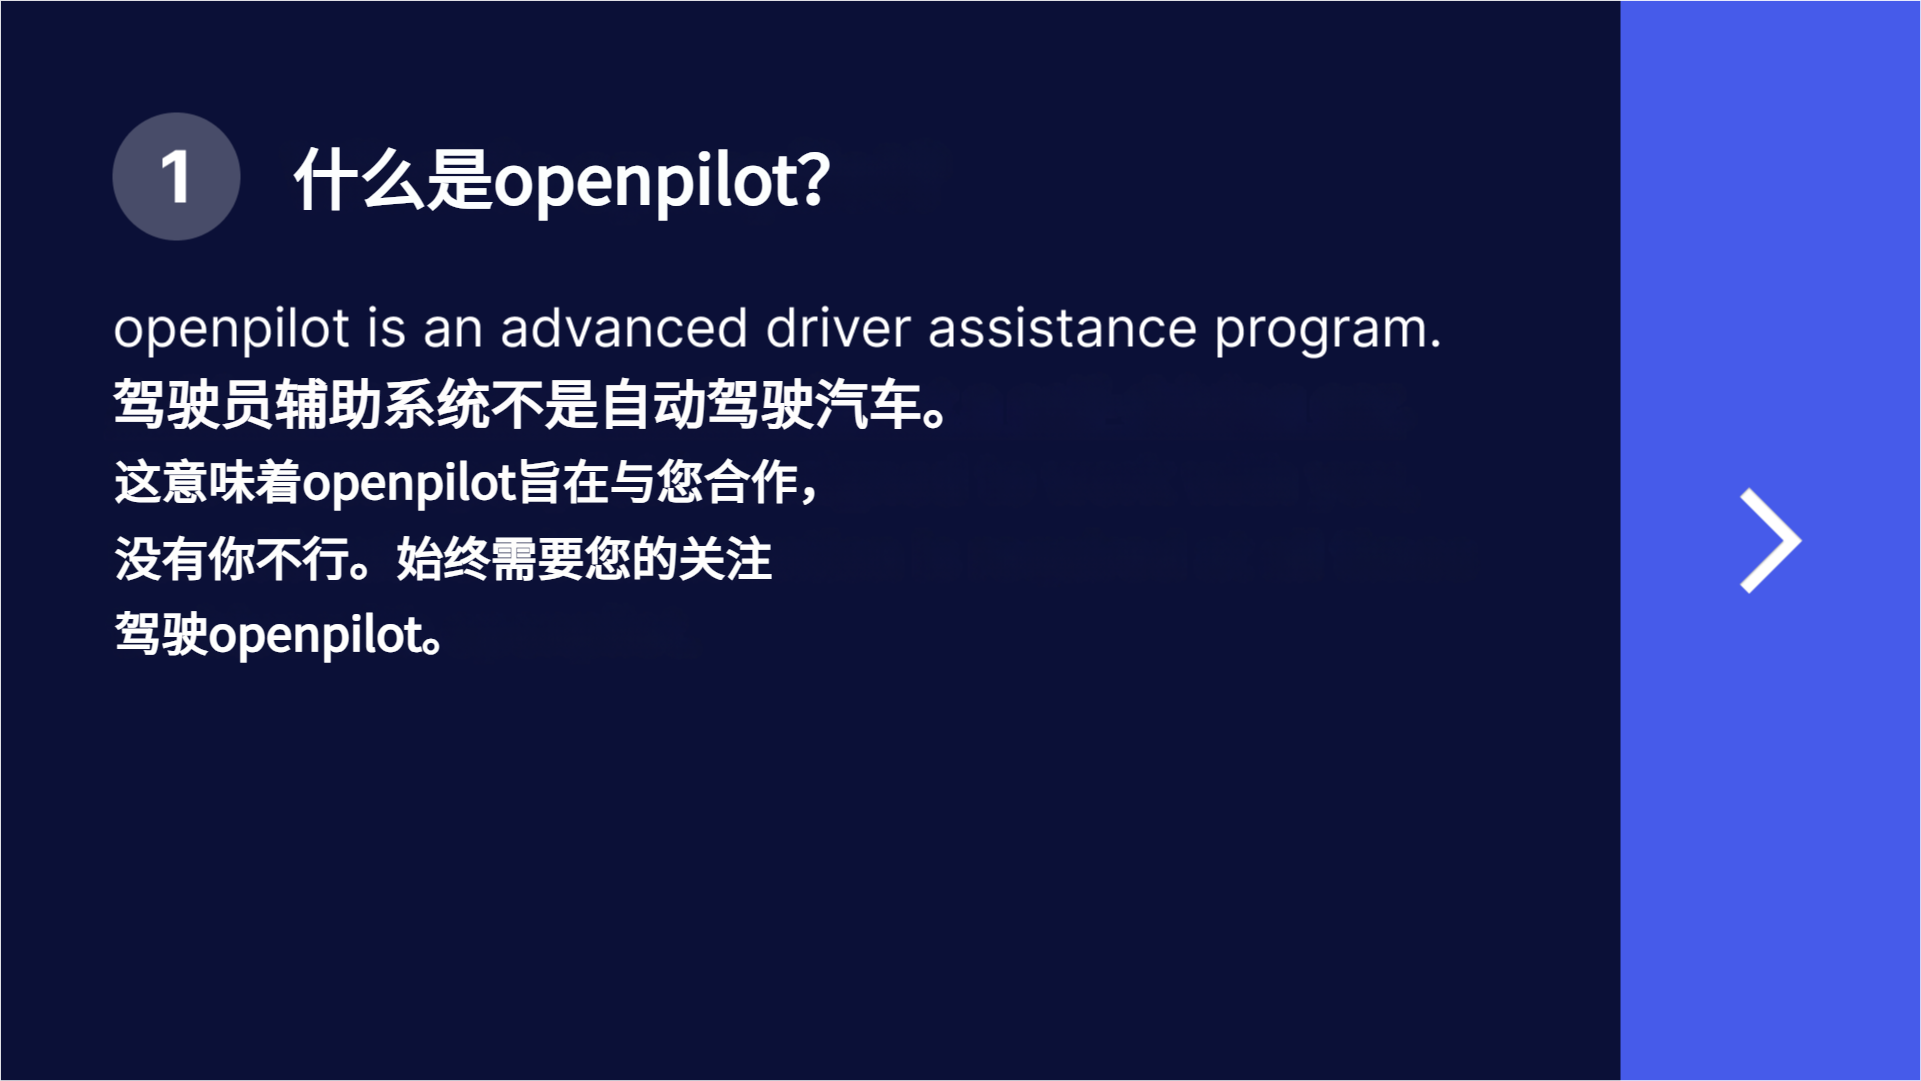 1 什么是openpilot?
openpilot is an advanced driver assistance program.
驾驶员辅助系统不是自动驾驶汽车。
这意味着openpilot旨在与您合作，
没有你不行。始终需要您的关注
驾驶openpilot。